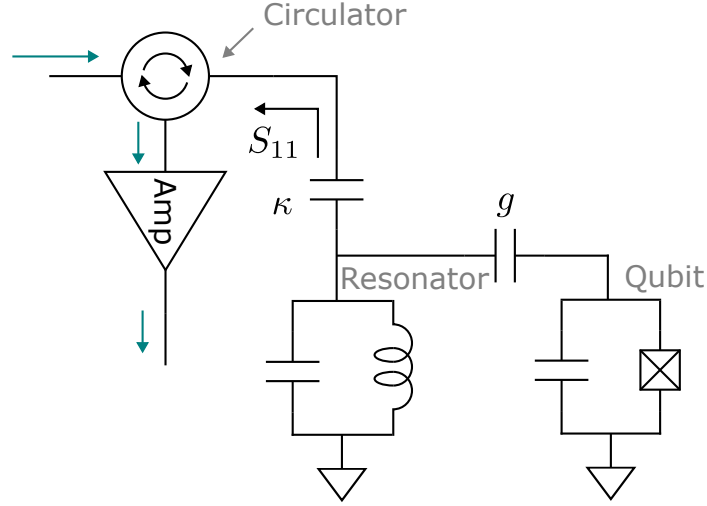 Circulator
S₁₁
Amp
κ
g
Resonator
Qubit